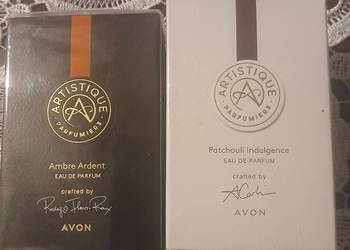 ARTISTIQUE
PARFUMIERS
Ambre Ardent
EAU DE PARFUM
crafted by
AVON
ARTISTIQUE
PARFUMIERS
Patchouli Indulgence
EAU DE PARFUM
crafted by
AVON